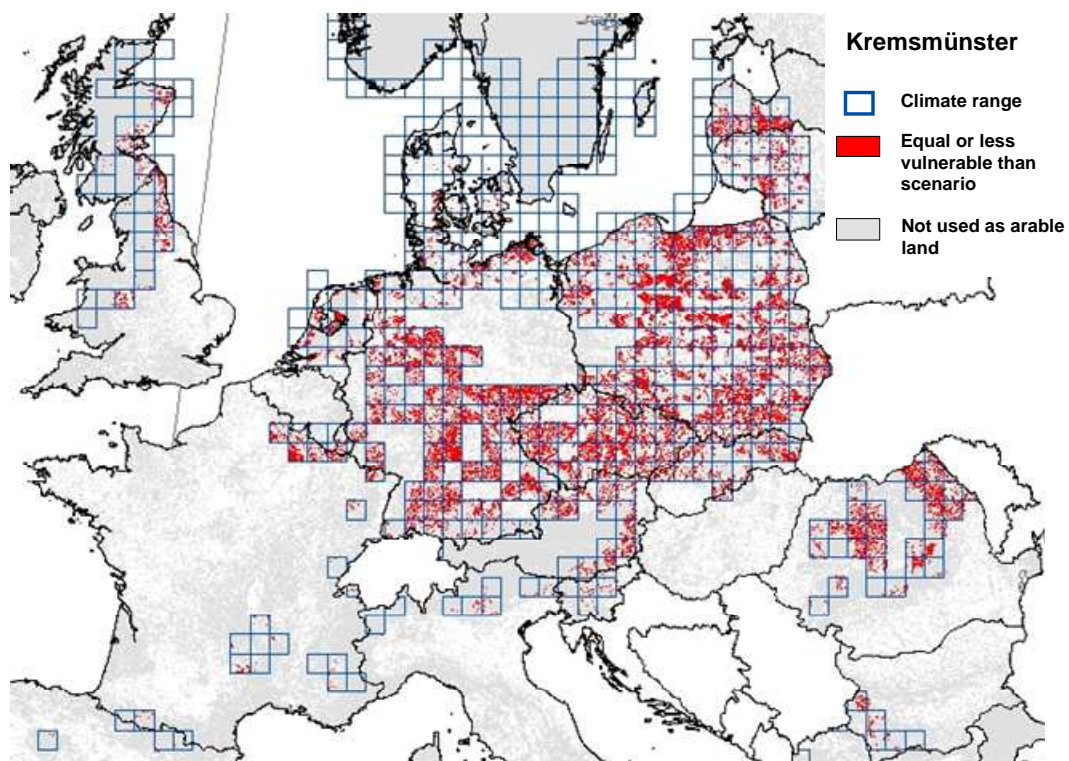 Kremsmünster
Climate range
Equal or less
vulnerable than
scenario
Not used as arable
land